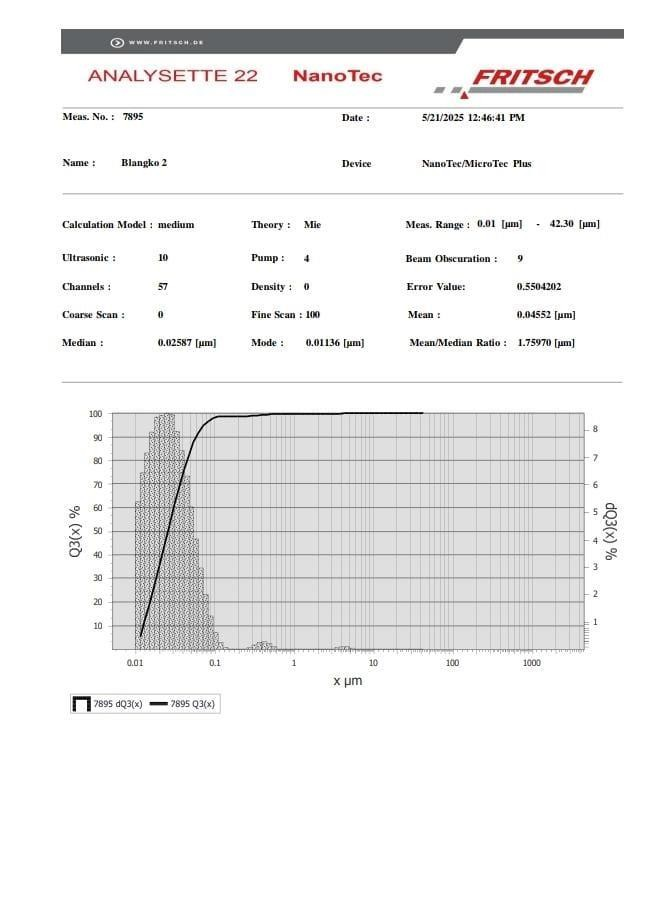 WWW.FRITSCH.DE
ANALYSETTE 22 NanoTec FRITSCH
Meas. No. : 7895 Date : 5/21/2025 12:46:41 PM
Name : Blangko 2 Device NanoTec/MicroTec Plus
Calculation Model : medium Theory : Mie Meas. Range : 0.01 [µm] - 42.30 [µm]
Ultrasonic : 10 Pump : 4 Beam Obscuration : 9
Channels : 57 Density : 0 Error Value: 0.5504202
Coarse Scan : 0 Fine Scan : 100 Mean : 0.04552 [µm]
Median : 0.02587 [µm] Mode : 0.01136 [µm] Mean/Median Ratio : 1.75970 [µm]
Q3(x) %
100
90
80
70
60
50
40
30
20
10
8
7
6
5
4
3
2
1
dQ3(x) %
0.01 0.1 1 10 100 1000
x µm
7895 dQ3(x) 7895 Q3(x)